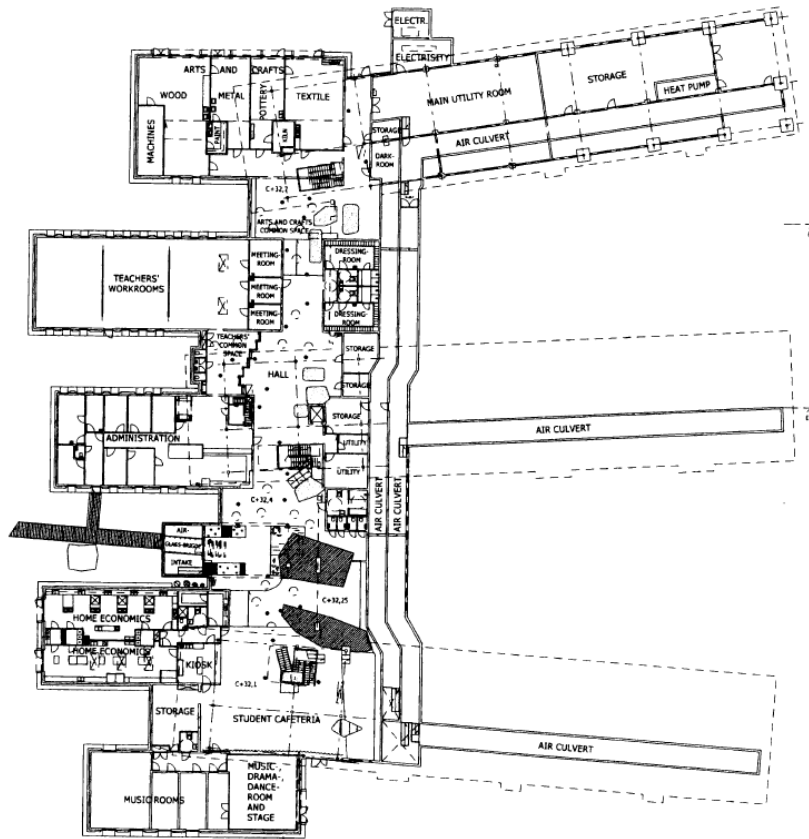 ELECTR.
ELECTRISITY
ARTS AND CRAFTS
WOOD
METAL
POTTERY
TEXTILE
MACHINES
PAINT
KILN
MAIN UTILITY ROOM
STORAGE
HEAT PUMP
STORAGE
DARK-
ROOM
AIR CULVERT
C+32,7
ARTS AND CRAFTS
COMMON SPACE
TEACHERS'
WORKROOMS
MEETING-
ROOM
MEETING-
ROOM
MEETING-
ROOM
DRESSING-
ROOM
DRESSING-
ROOM
TEACHERS'
COMMON
SPACE
HALL
STORAGE
STORAGE
STORAGE
UTILITY
UTILITY
ADMINISTRATION
AIR CULVERT
C+32,4
AIR CULVERT
AIR CULVERT
AIR-
INTAKE
C+32,25
HOME ECONOMICS
HOME ECONOMICS
KIOSK
C+32,1
STORAGE
STUDENT CAFETERIA
AIR CULVERT
MUSIC ROOMS
MUSIC
DRAMA-
DANCE-
ROOM
AND
STAGE